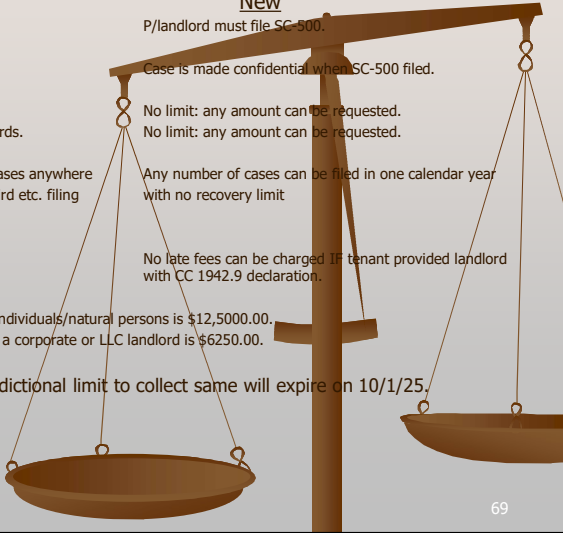 New
P/landlord must file SC-500.
Case is made confidential when SC-500 filed.
No limit: any amount can be requested.
rds. No limit: any amount can be requested.
ases anywhere Any number of cases can be filed in one calendar year
rd etc. filing with no recovery limit
No late fees can be charged IF tenant provided landlord
with CC 1942.9 declaration.
ndividuals/natural persons is $12,5000.00.
a corporate or LLC landlord is $6250.00.
dictional limit to collect same will expire on 10/1/25.
69